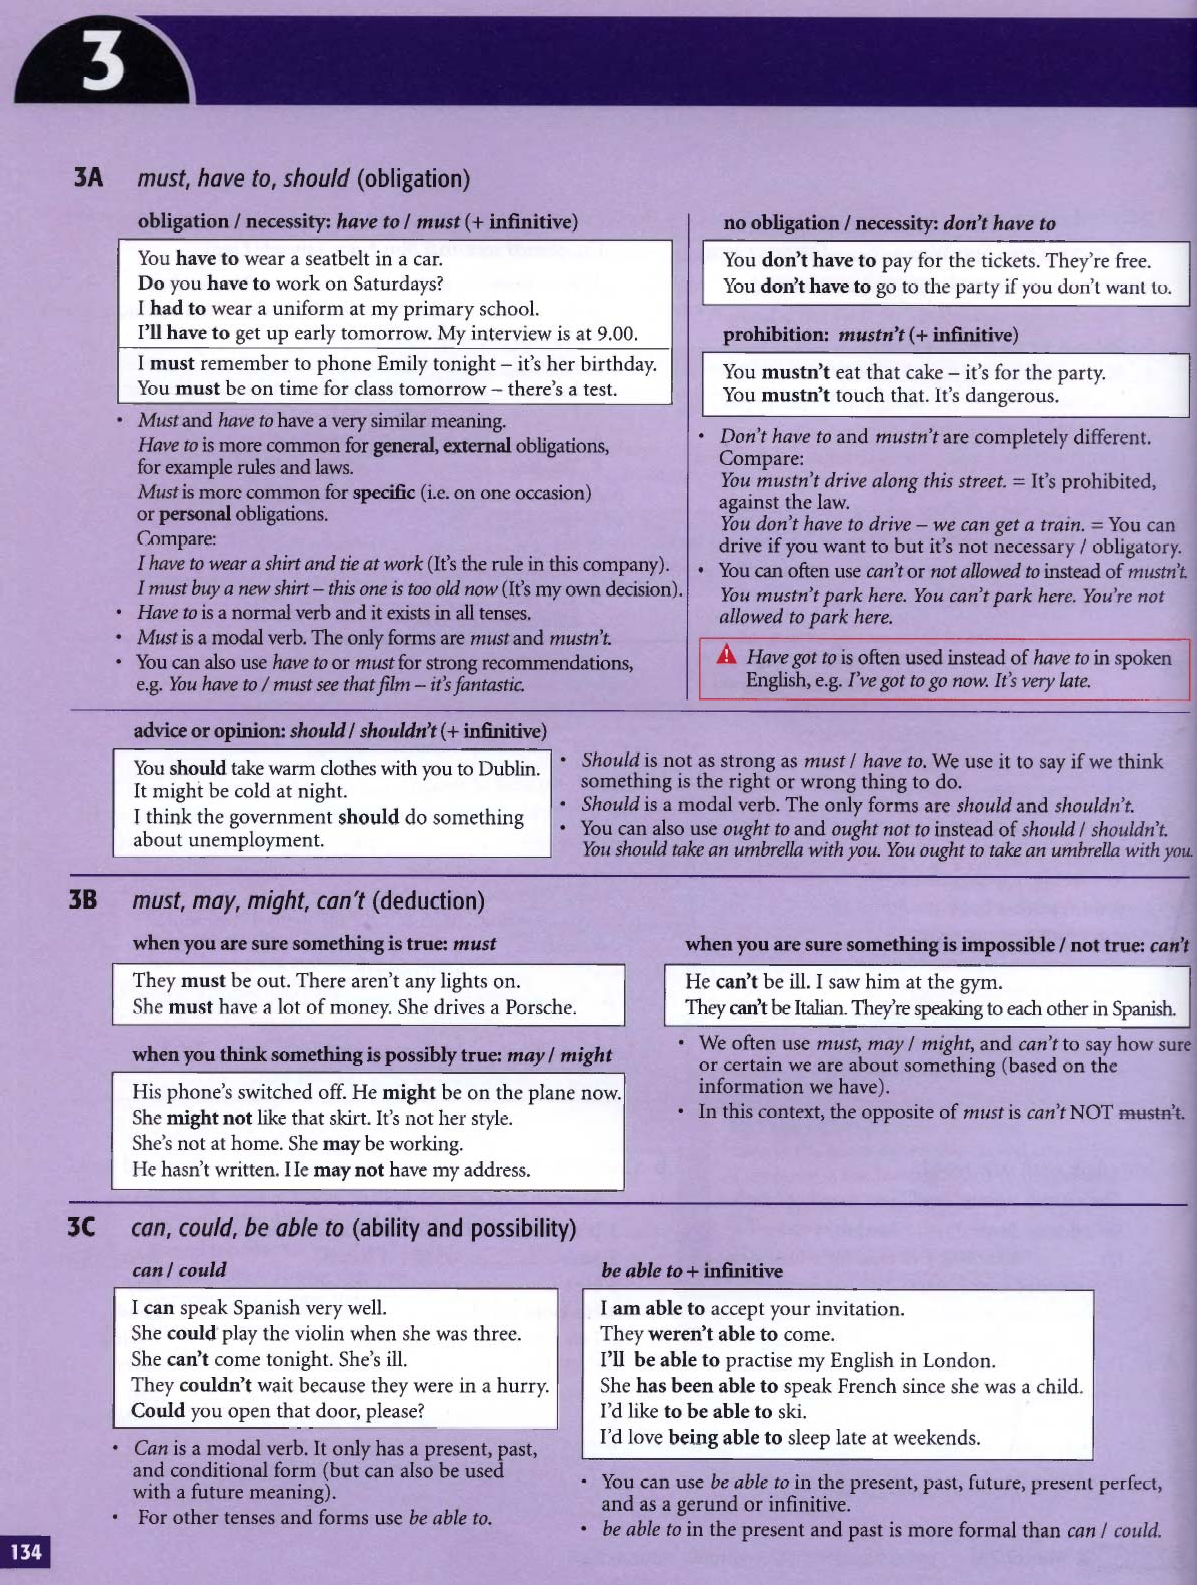 3
3A must, have to, should (obligation)
obligation / necessity: have to / must (+ infinitive)
You have to wear a seatbelt in a car.
Do you have to work on Saturdays?
I had to wear a uniform at my primary school.
I'll have to get up early tomorrow. My interview is at 9.00.
I must remember to phone Emily tonight – it's her birthday.
You must be on time for class tomorrow – there's a test.
• Must and have to have a very similar meaning.
Have to is more common for general, external obligations,
for example rules and laws.
Must is more common for specific (i.e. on one occasion)
or personal obligations.
Compare:
I have to wear a shirt and tie at work (It's the rule in this company).
I must buy a new shirt – this one is too old now (It's my own decision).
• Have to is a normal verb and it exists in all tenses.
• Must is a modal verb. The only forms are must and mustn't.
• You can also use have to or must for strong recommendations,
e.g. You have to / must see that film – it's fantastic.
no obligation / necessity: don't have to
You don't have to pay for the tickets. They're free.
You don't have to go to the party if you don't want to.
prohibition: mustn't (+ infinitive)
You mustn't eat that cake – it's for the party.
You mustn't touch that. It's dangerous.
• Don't have to and mustn't are completely different.
Compare:
You mustn't drive along this street. = It's prohibited,
against the law.
You don't have to drive – we can get a train. = You can
drive if you want to but it's not necessary / obligatory.
• You can often use can't or not allowed to instead of mustn't.
You mustn't park here. You can't park here. You're not
allowed to park here.
Have got to is often used instead of have to in spoken
English, e.g. I've got to go now. It's very late.
advice or opinion: should / shouldn't (+ infinitive)
You should take warm clothes with you to Dublin.
It might be cold at night.
I think the government should do something
about unemployment.
• Should is not as strong as must / have to. We use it to say if we think
something is the right or wrong thing to do.
• Should is a modal verb. The only forms are should and shouldn't.
• You can also use ought to and ought not to instead of should / shouldn't.
You should take an umbrella with you. You ought to take an umbrella with you.
3B must, may, might, can't (deduction)
when you are sure something is true: must
They must be out. There aren't any lights on.
She must have a lot of money. She drives a Porsche.
when you think something is possibly true: may / might
His phone's switched off. He might be on the plane now.
She might not like that skirt. It's not her style.
She's not at home. She may be working.
He hasn't written. He may not have my address.
when you are sure something is impossible / not true: can't
He can't be ill. I saw him at the gym.
They can't be Italian. They're speaking to each other in Spanish.
• We often use must, may / might, and can't to say how sure
or certain we are about something (based on the
information we have).
• In this context, the opposite of must is can't NOT mustn't.
3C can, could, be able to (ability and possibility)
can / could
I can speak Spanish very well.
She could play the violin when she was three.
She can't come tonight. She's ill.
They couldn't wait because they were in a hurry.
Could you open that door, please?
• Can is a modal verb. It only has a present, past,
and conditional form (but can also be used
with a future meaning).
• For other tenses and forms use be able to.
be able to + infinitive
I am able to accept your invitation.
They weren't able to come.
I'll be able to practise my English in London.
She has been able to speak French since she was a child.
I'd like to be able to ski.
I'd love being able to sleep late at weekends.
• You can use be able to in the present, past, future, present perfect,
and as a gerund or infinitive.
• be able to in the present and past is more formal than can / could.
134